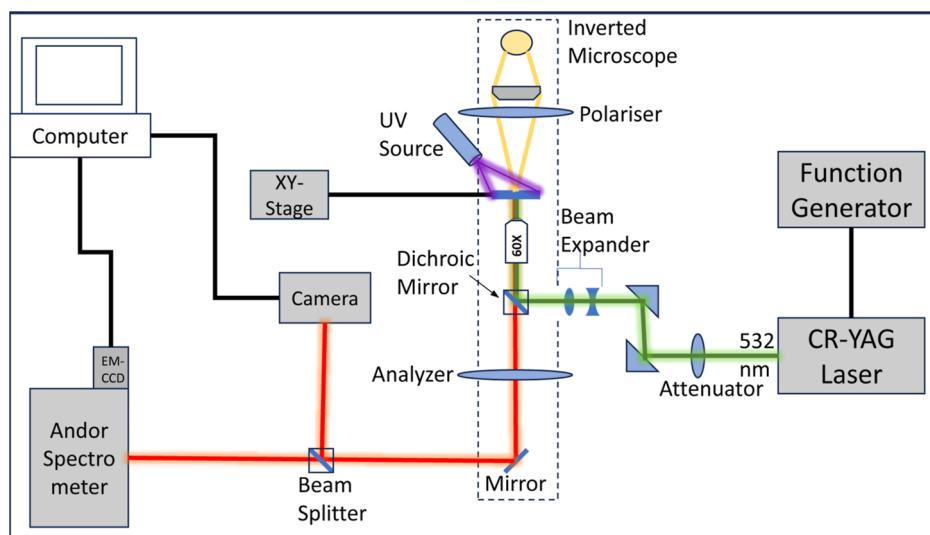 Inverted
Microscope
Computer
UV
Source
Polariser
XY-
Stage
Function
Generator
60X
Beam
Expander
Dichroic
Mirror
Camera
532
nm
CR-YAG
Laser
EM-
CCD
Analyzer
Attenuator
Andor
Spectro
meter
Beam
Splitter
Mirror